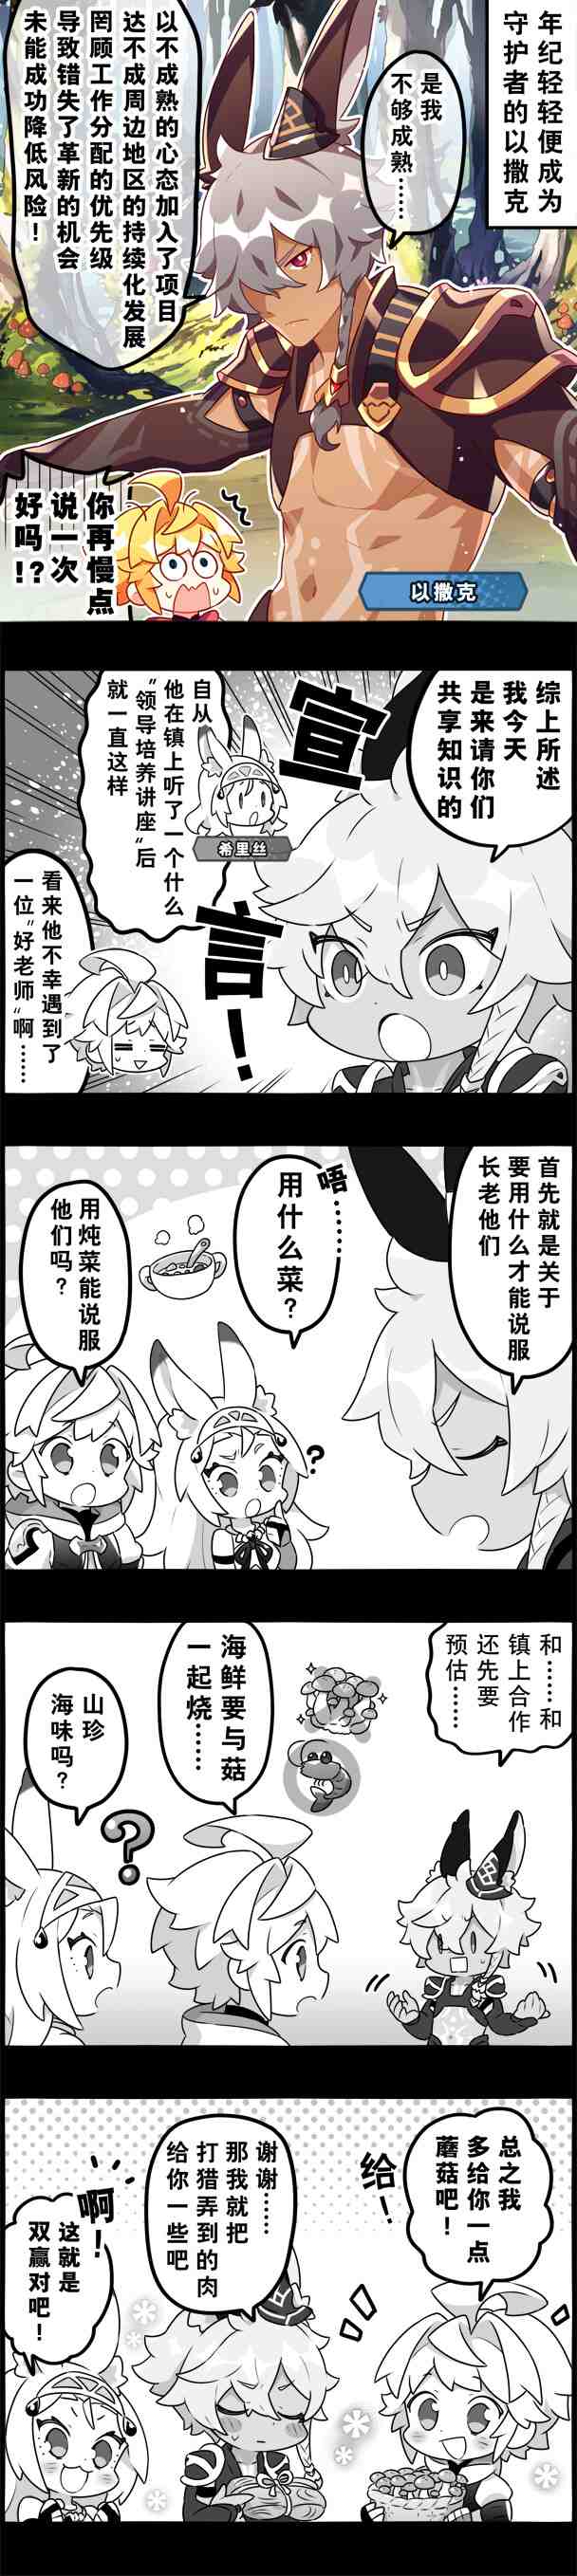 年纪轻轻便成为
守护者的以撒克
是我
不够成熟……
以不成熟的心态加入了项目
达不成周边地区的持续化发展
罔顾工作分配的优先级
导致错失了革新的机会
未能成功降低风险！
你再慢点
说一次
好吗!?
以撒克
综上所述
我今天
是来请你们
共享知识的
宣
言！
自从
他在镇上听了一个什么
“领导培养讲座”后
就一直这样
希里丝
看来他不幸遇到了
一位“好老师”啊……
首先就是关于
要用什么才能说服
长老他们
唔……
用什么菜？
用炖菜能说服
他们吗？
?
和……和
镇上合作
还先要
预估……
海鲜要与菇
一起烧……
山珍
海味吗？
?
总之我
多给你一点
蘑菇吧！
给！
谢谢……
那我就把
打猎弄到的肉
给你一些吧
啊！
这就是
双赢对吧！